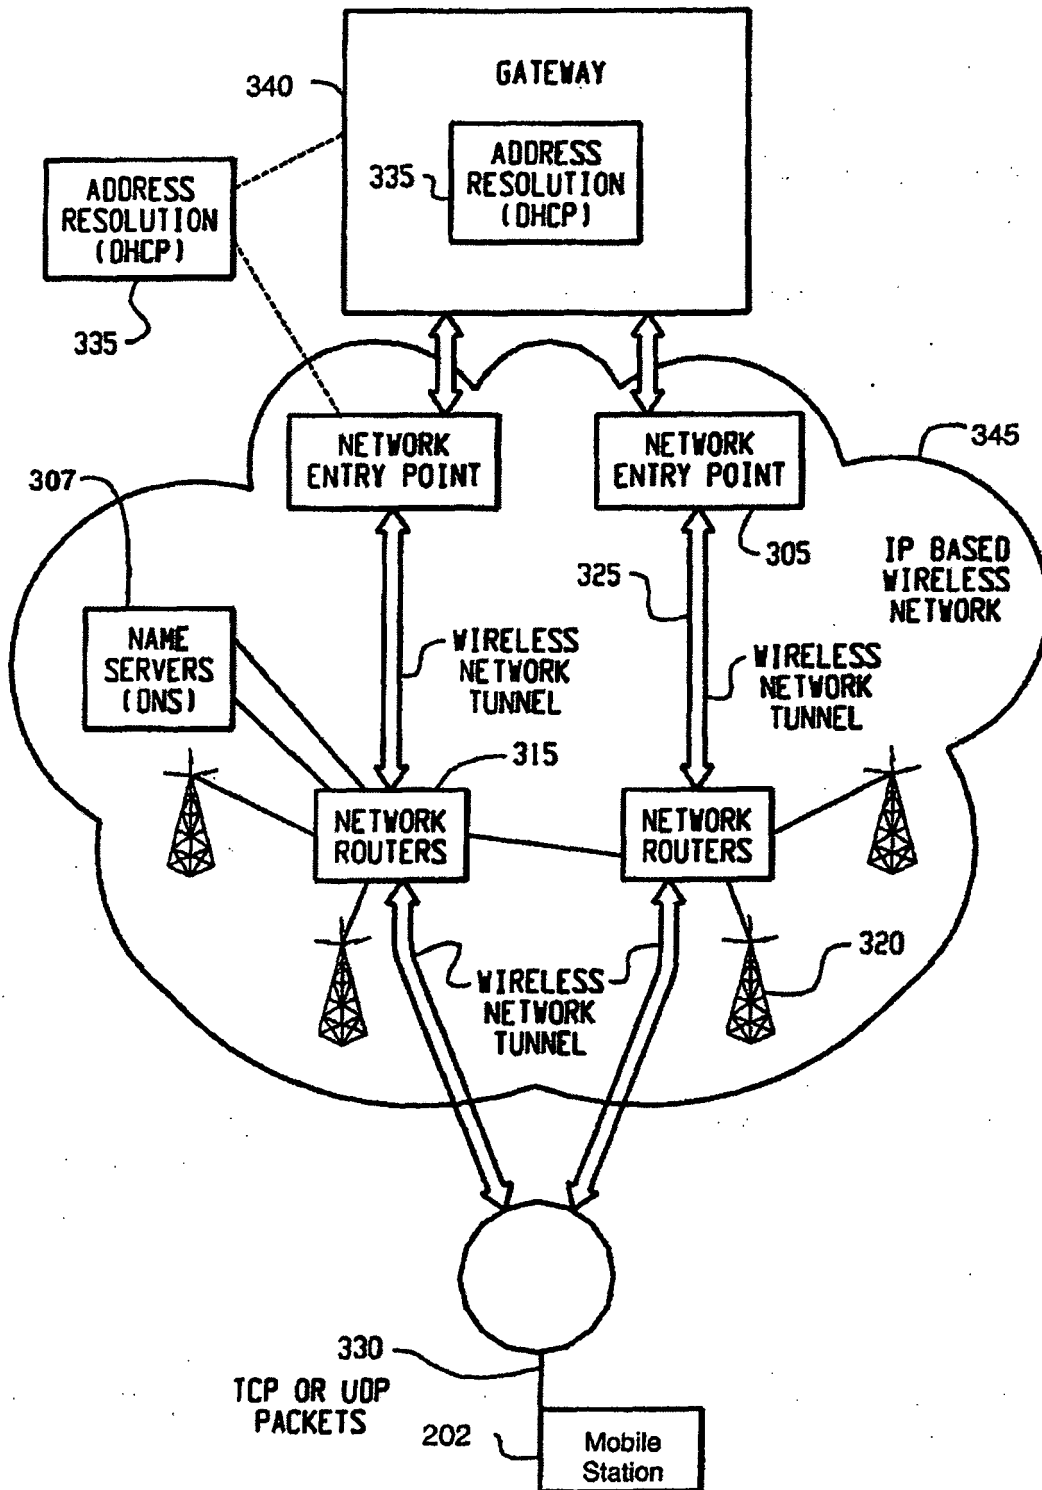 GATEWAY
340
ADDRESS
RESOLUTION
(DHCP)
335
ADDRESS
RESOLUTION
(DHCP)
335
NETWORK
ENTRY POINT
NETWORK
ENTRY POINT
345
307
305
325
IP BASED
WIRELESS
NETWORK
NAME
SERVERS
(DNS)
WIRELESS
NETWORK
TUNNEL
WIRELESS
NETWORK
TUNNEL
315
NETWORK
ROUTERS
NETWORK
ROUTERS
320
WIRELESS
NETWORK
TUNNEL
330
TCP OR UDP
PACKETS
202
Mobile
Station